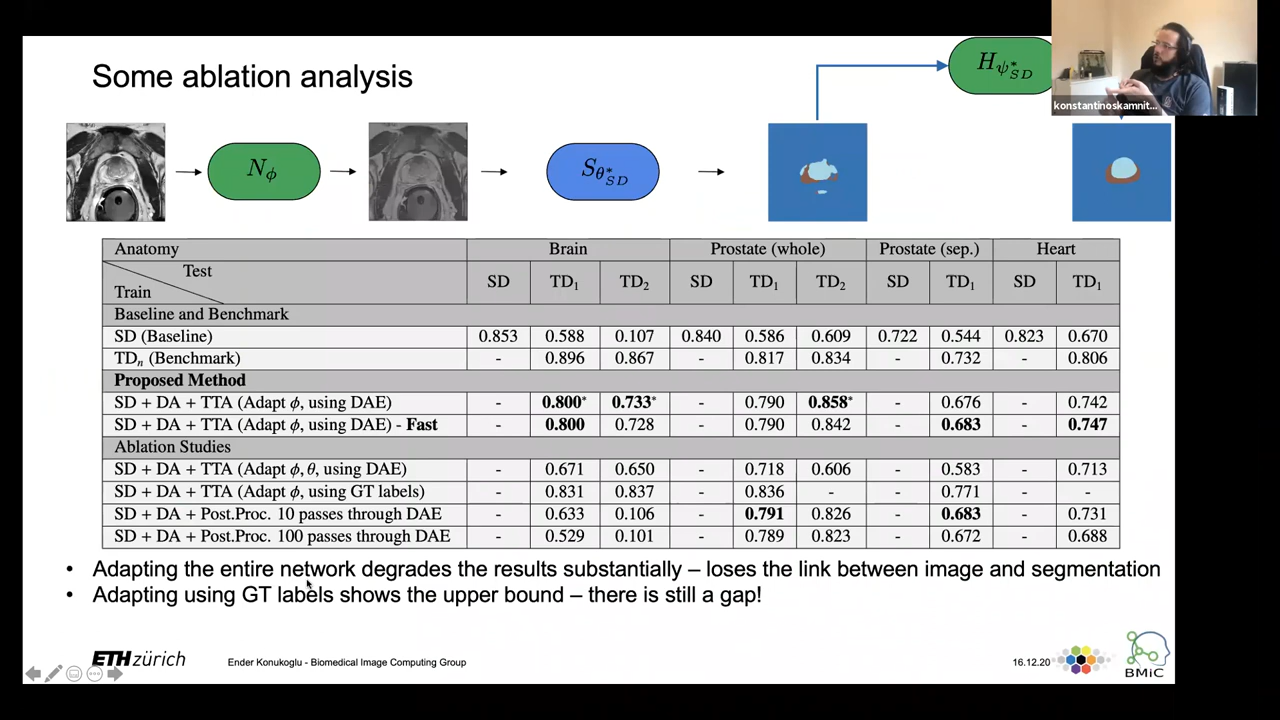 Some ablation analysis
N_ϕ
S_θ*_SD
H_ψ*_SD
konstantinoskamnit...
Anatomy Brain Prostate (whole) Prostate (sep.) Heart
Test
Train
SD TD₁ TD₂ SD TD₁ TD₂ SD TD₁ SD TD₁
Baseline and Benchmark
SD (Baseline) 0.853 0.588 0.107 0.840 0.586 0.609 0.722 0.544 0.823 0.670
TDₙ (Benchmark) - 0.896 0.867 - 0.817 0.834 - 0.732 - 0.806
Proposed Method
SD + DA + TTA (Adapt ϕ, using DAE) - 0.800* 0.733* - 0.790 0.858* - 0.676 - 0.742
SD + DA + TTA (Adapt ϕ, using DAE) - Fast - 0.800 0.728 - 0.790 0.842 - 0.683 - 0.747
Ablation Studies
SD + DA + TTA (Adapt ϕ, θ, using DAE) - 0.671 0.650 - 0.718 0.606 - 0.583 - 0.713
SD + DA + TTA (Adapt ϕ, using GT labels) - 0.831 0.837 - 0.836 - - 0.771 - -
SD + DA + Post.Proc. 10 passes through DAE - 0.633 0.106 - 0.791 0.826 - 0.683 - 0.731
SD + DA + Post.Proc. 100 passes through DAE - 0.529 0.101 - 0.789 0.823 - 0.672 - 0.688
• Adapting the entire network degrades the results substantially – loses the link between image and segmentation
• Adapting using GT labels shows the upper bound – there is still a gap!
ETH zürich
Ender Konukoglu - Biomedical Image Computing Group
16.12.20
BMiC